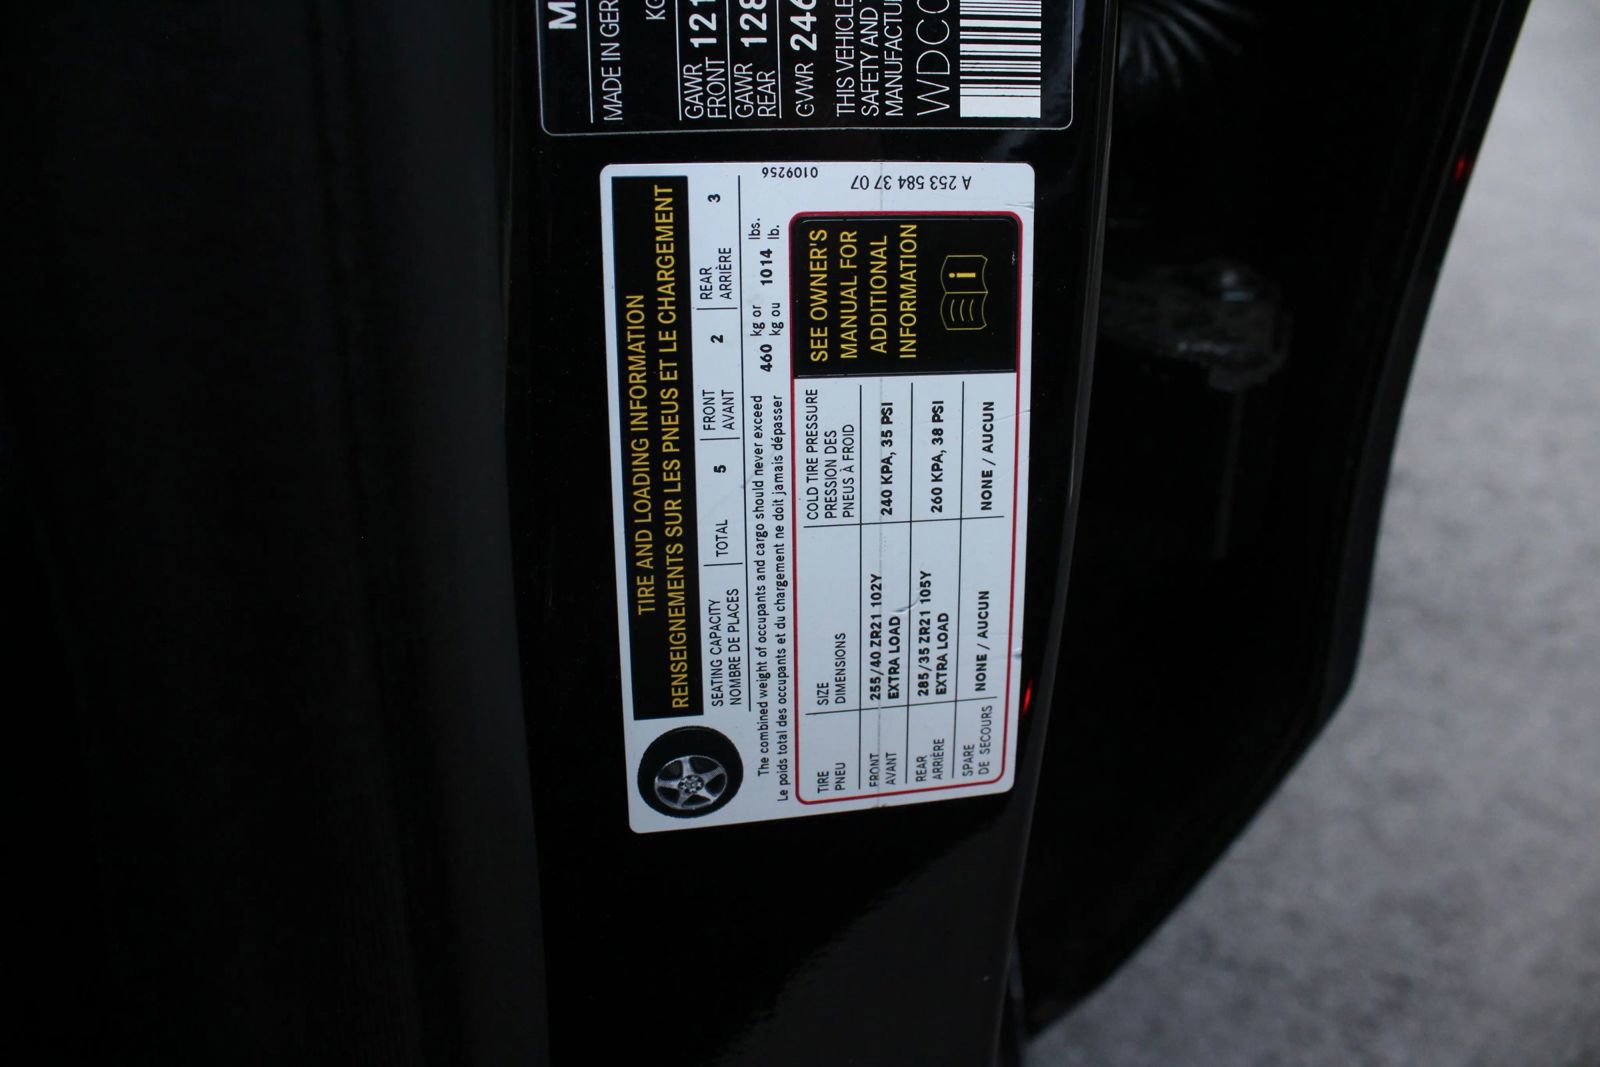 M
MADE IN GER
KG
GAWR
FRONT 121
GAWR 128
REAR
GVWR 246
THIS VEHICLE
SAFETY AND
MANUFACTU
WDC0
TIRE AND LOADING INFORMATION
RENSEIGNEMENTS SUR LES PNEUS ET LE CHARGEMENT
SEATING CAPACITY TOTAL 5 FRONT 2 REAR 3
NOMBRE DE PLACES AVANT ARRIÈRE
The combined weight of occupants and cargo should never exceed 460 kg or 1014 lbs.
Le poids total des occupants et du chargement ne doit jamais dépasser kg ou lb.
TIRE SIZE COLD TIRE PRESSURE
PNEU DIMENSIONS PRESSION DES
PNEUS À FROID
FRONT 255/40 ZR21 102Y 240 KPA, 35 PSI
AVANT EXTRA LOAD
REAR 285/35 ZR21 105Y 260 KPA, 38 PSI
ARRIÈRE EXTRA LOAD
SPARE NONE / AUCUN NONE / AUCUN
DE SECOURS
SEE OWNER'S
MANUAL FOR
ADDITIONAL
INFORMATION
i
0109256
A 253 584 37 07